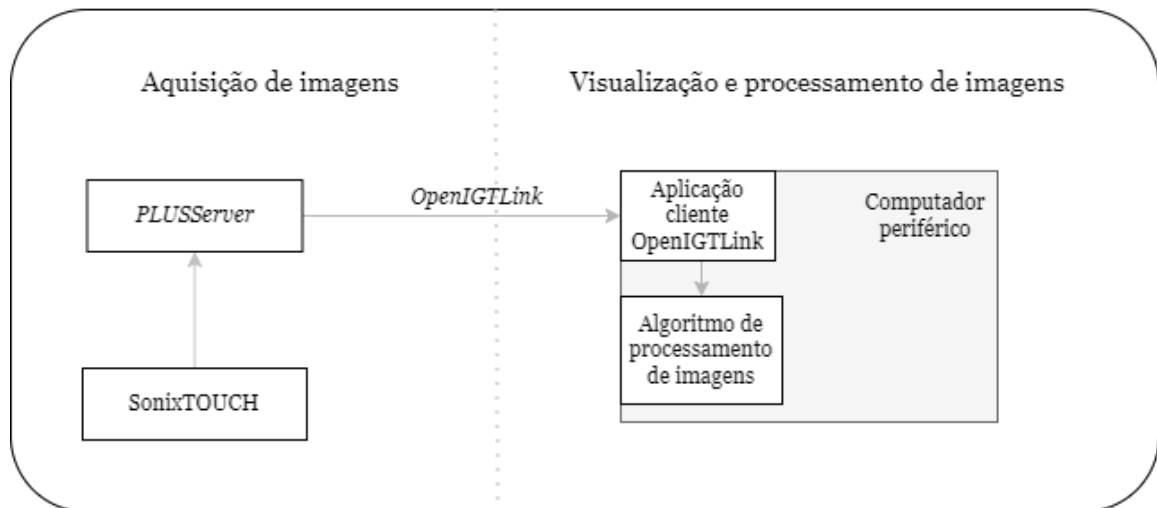 Aquisição de imagens
Visualização e processamento de imagens
PLUSServer
OpenIGTLink
Aplicação
cliente
OpenIGTLink
Computador
periférico
Algoritmo de
processamento
de imagens
SonixTOUCH